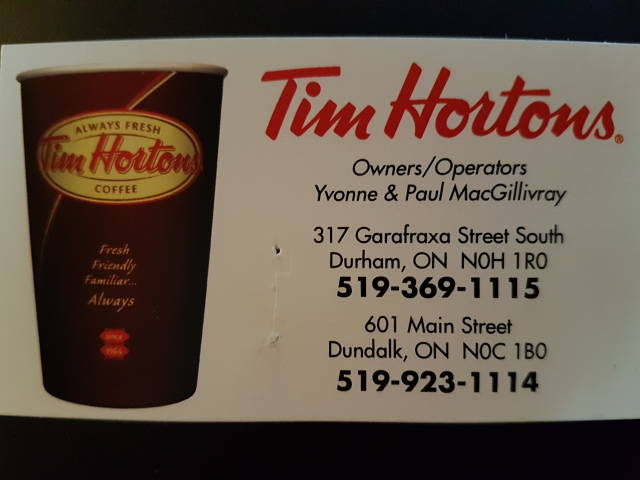 ALWAYS FRESH
Tim Hortons
COFFEE
Fresh
Friendly
Familiar...
Always
Tim Hortons®
Owners/Operators
Yvonne & Paul MacGillivray
317 Garafraxa Street South
Durham, ON N0H 1R0
519-369-1115
601 Main Street
Dundalk, ON N0C 1B0
519-923-1114